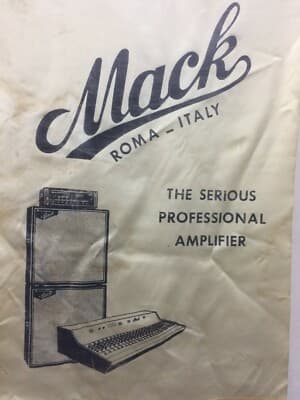 Mack
ROMA - ITALY
THE SERIOUS
PROFESSIONAL
AMPLIFIER